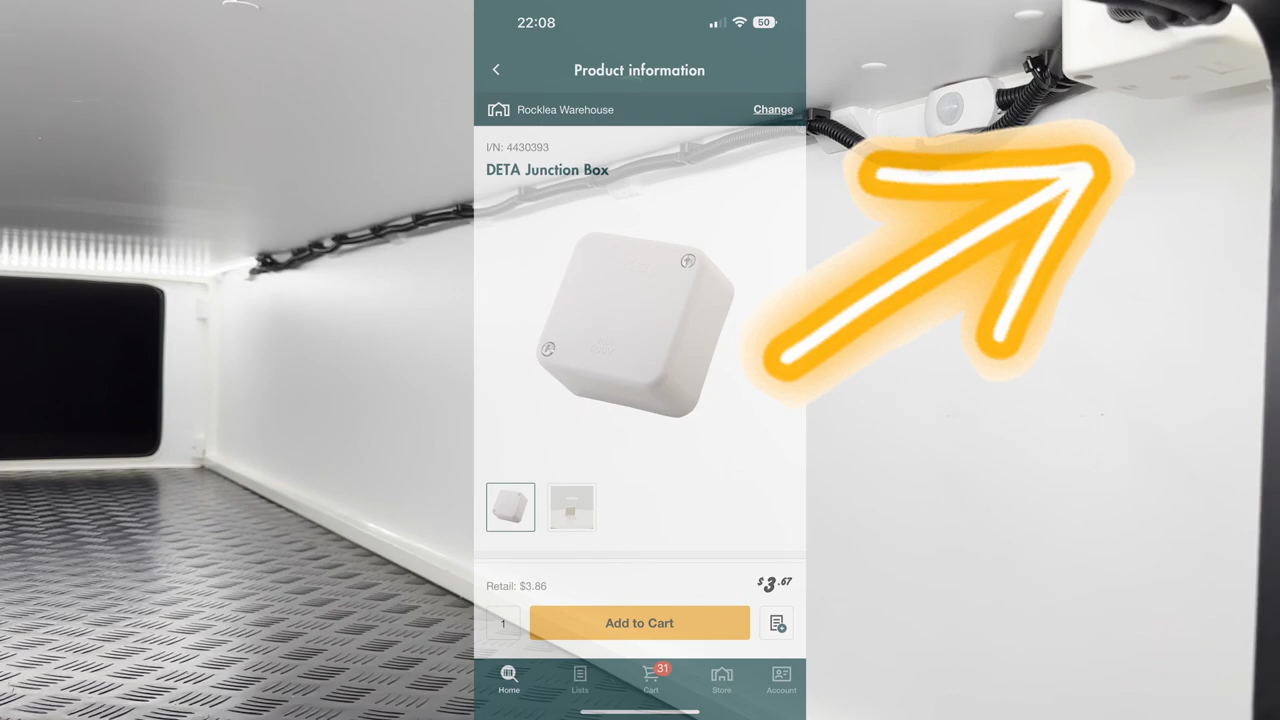 22:08
50
Product information
Rocklea Warehouse
Change
I/N: 4430393
DETA Junction Box
Retail: $3.86
$3.67
1
Add to Cart
31
Home
Lists
Cart
Store
Account